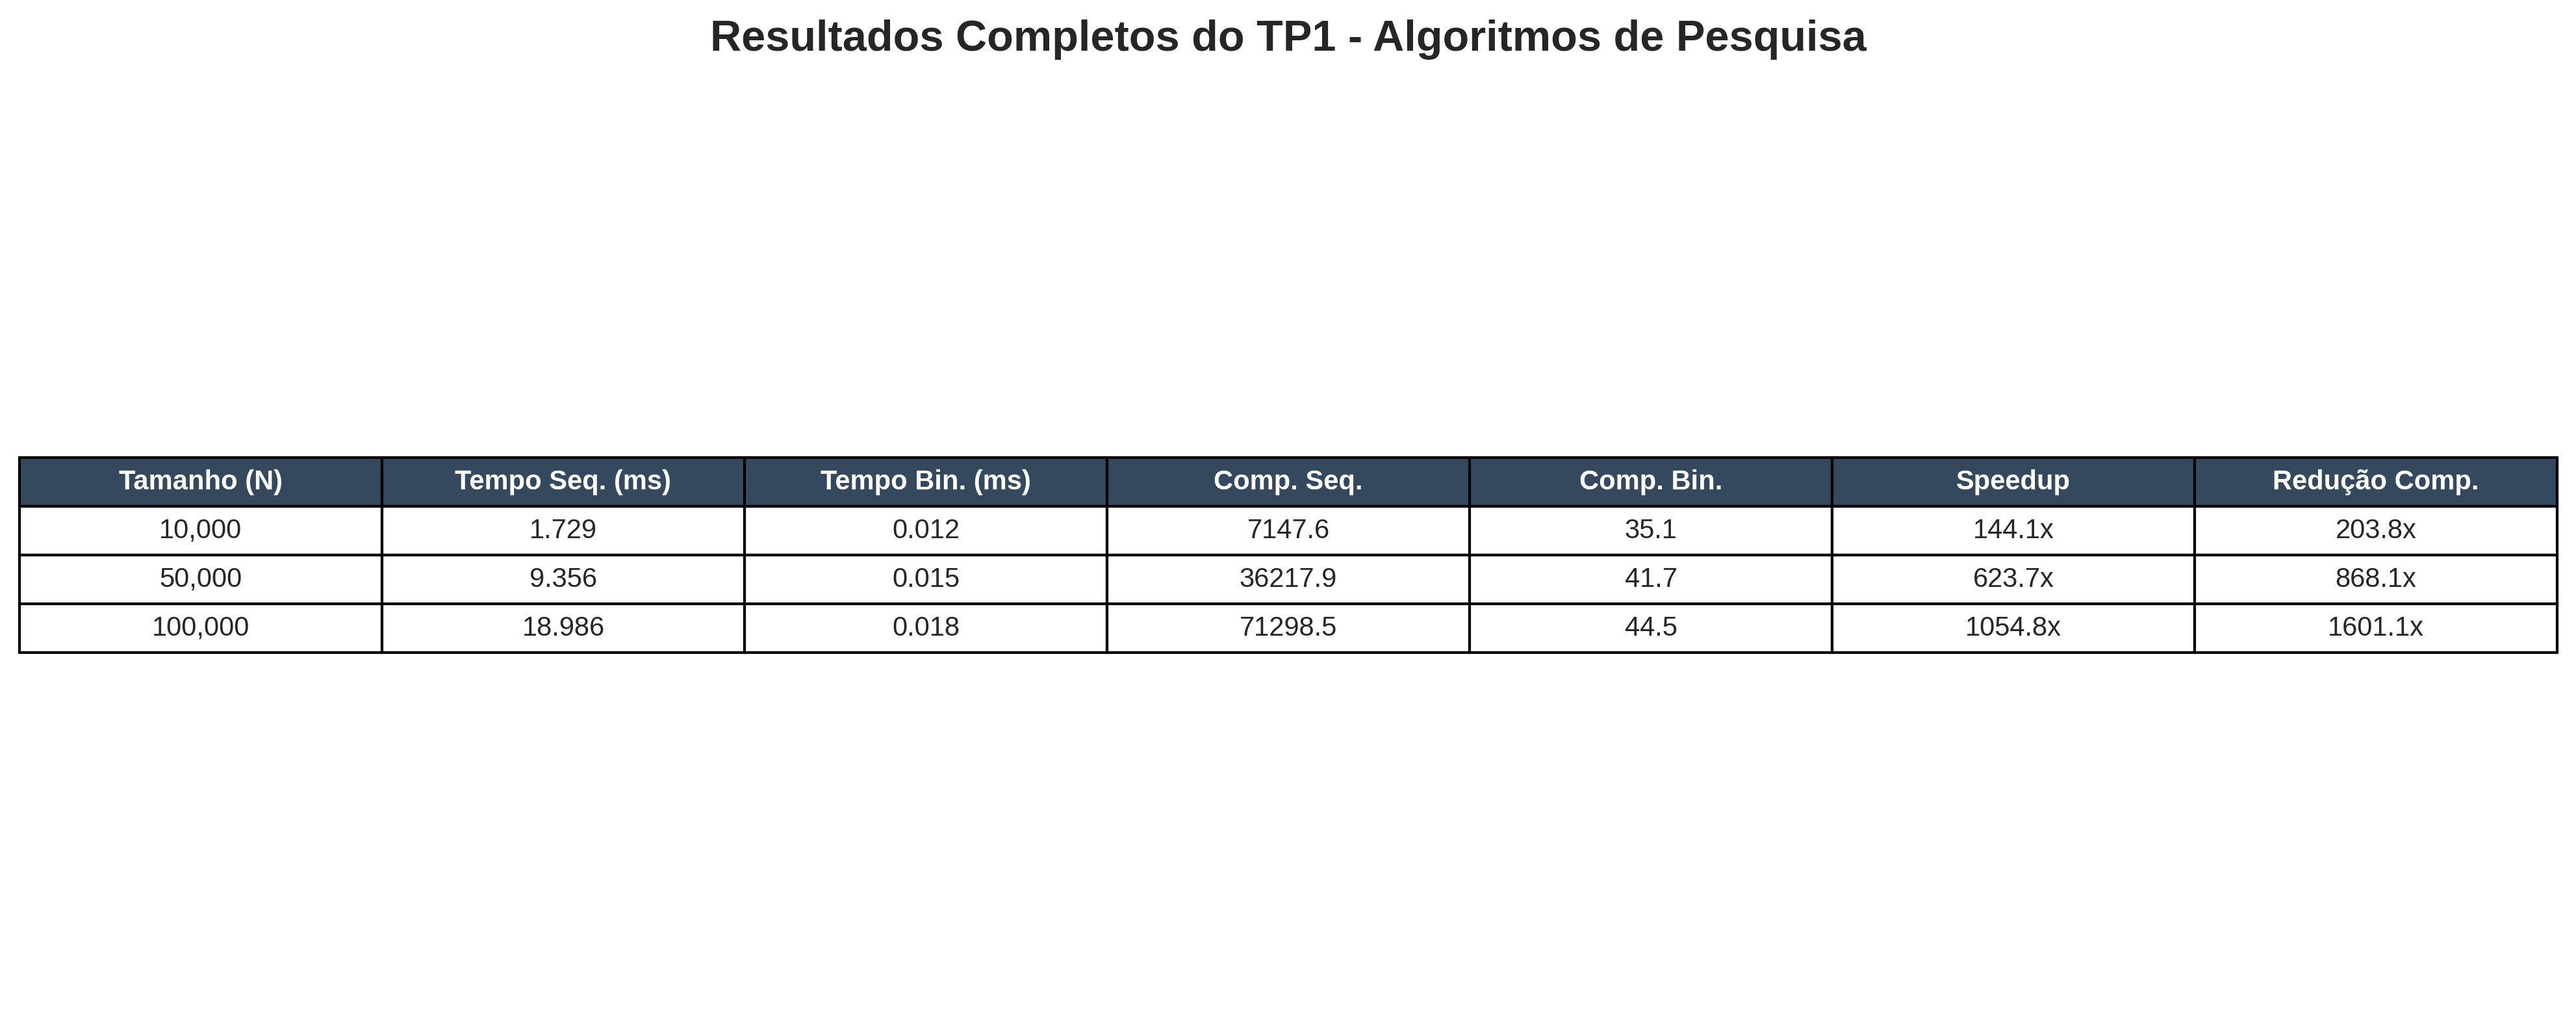 Resultados Completos do TP1 - Algoritmos de Pesquisa
Tamanho (N) Tempo Seq. (ms) Tempo Bin. (ms) Comp. Seq. Comp. Bin. Speedup Redução Comp.
10,000 1.729 0.012 7147.6 35.1 144.1x 203.8x
50,000 9.356 0.015 36217.9 41.7 623.7x 868.1x
100,000 18.986 0.018 71298.5 44.5 1054.8x 1601.1x